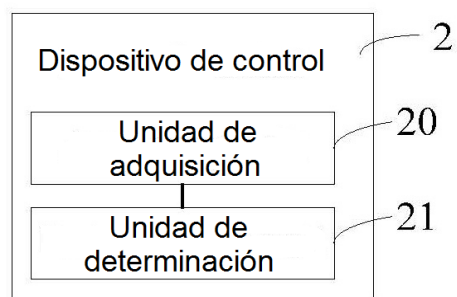 Dispositivo de control
2
Unidad de
adquisición
20
Unidad de
determinación
21